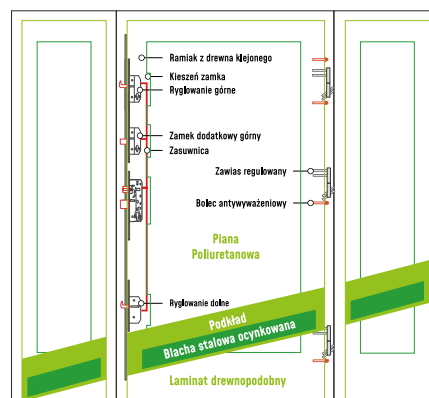 Ramiak z drewna klejonego
Kieszeń zamka
Ryglowanie górne
Zamek dodatkowy górny
Zasuwnica
Zawias regulowany
Bolec antywyważeniowy
Piana
Poliuretanowa
Ryglowanie dolne
Podkład
Blacha stalowa ocynkowana
Laminat drewnopodobny